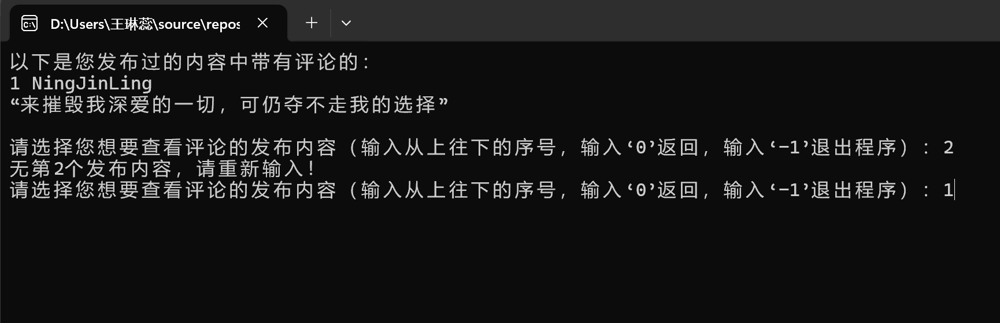 D:\Users\王琳蕊\source\repos
以下是您发布过的内容中带有评论的：
1 NingJinLing
“来摧毁我深爱的一切，可仍夺不走我的选择”
请选择您想要查看评论的发布内容（输入从上往下的序号，输入‘0’返回，输入‘-1’退出程序）：2
无第2个发布内容，请重新输入！
请选择您想要查看评论的发布内容（输入从上往下的序号，输入‘0’返回，输入‘-1’退出程序）：1